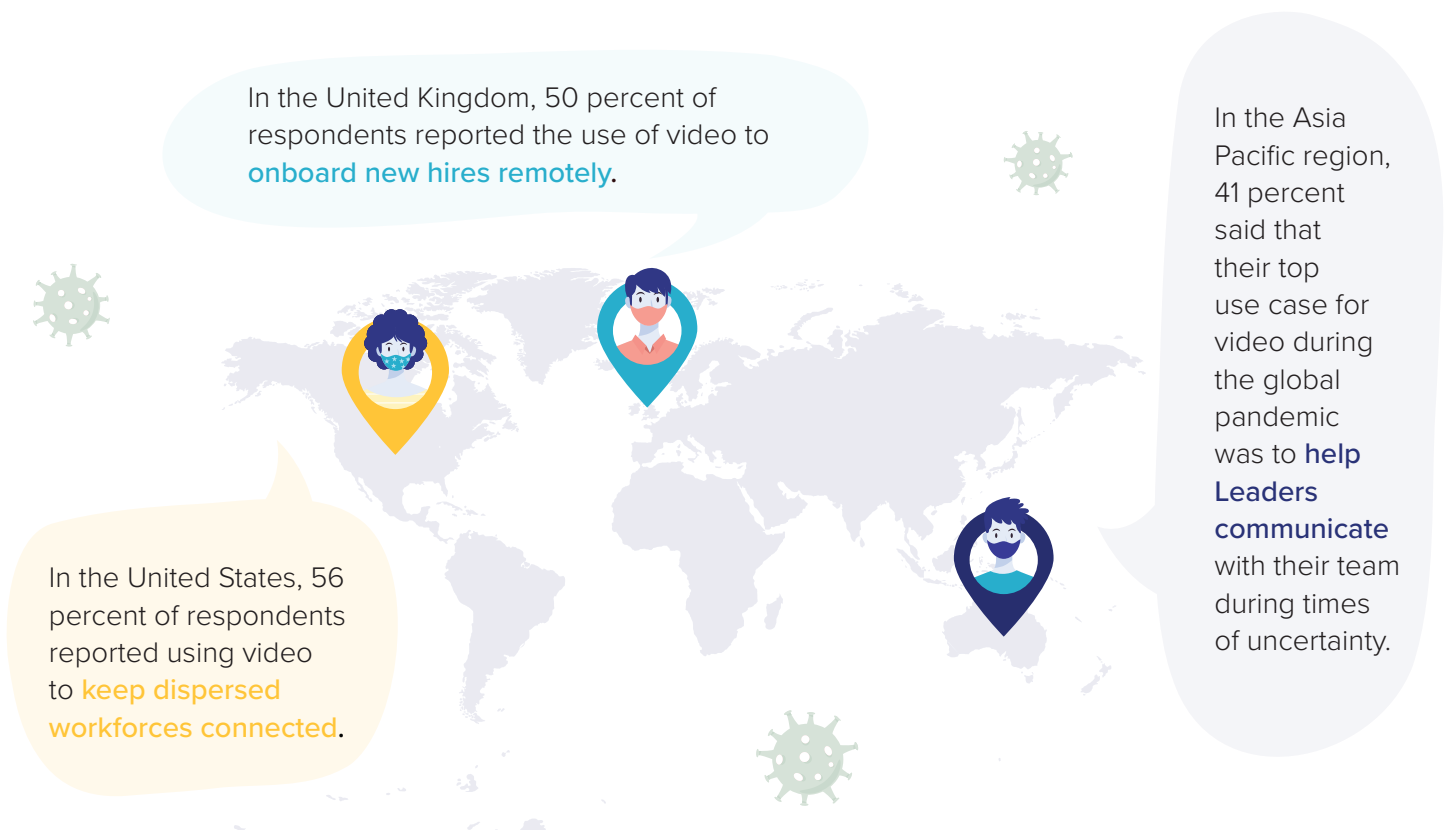 In the United Kingdom, 50 percent of
respondents reported the use of video to
onboard new hires remotely.
In the Asia
Pacific region,
41 percent
said that
their top
use case for
video during
the global
pandemic
was to help
Leaders
communicate
with their team
during times
of uncertainty.
In the United States, 56
percent of respondents
reported using video
to keep dispersed
workforces connected.